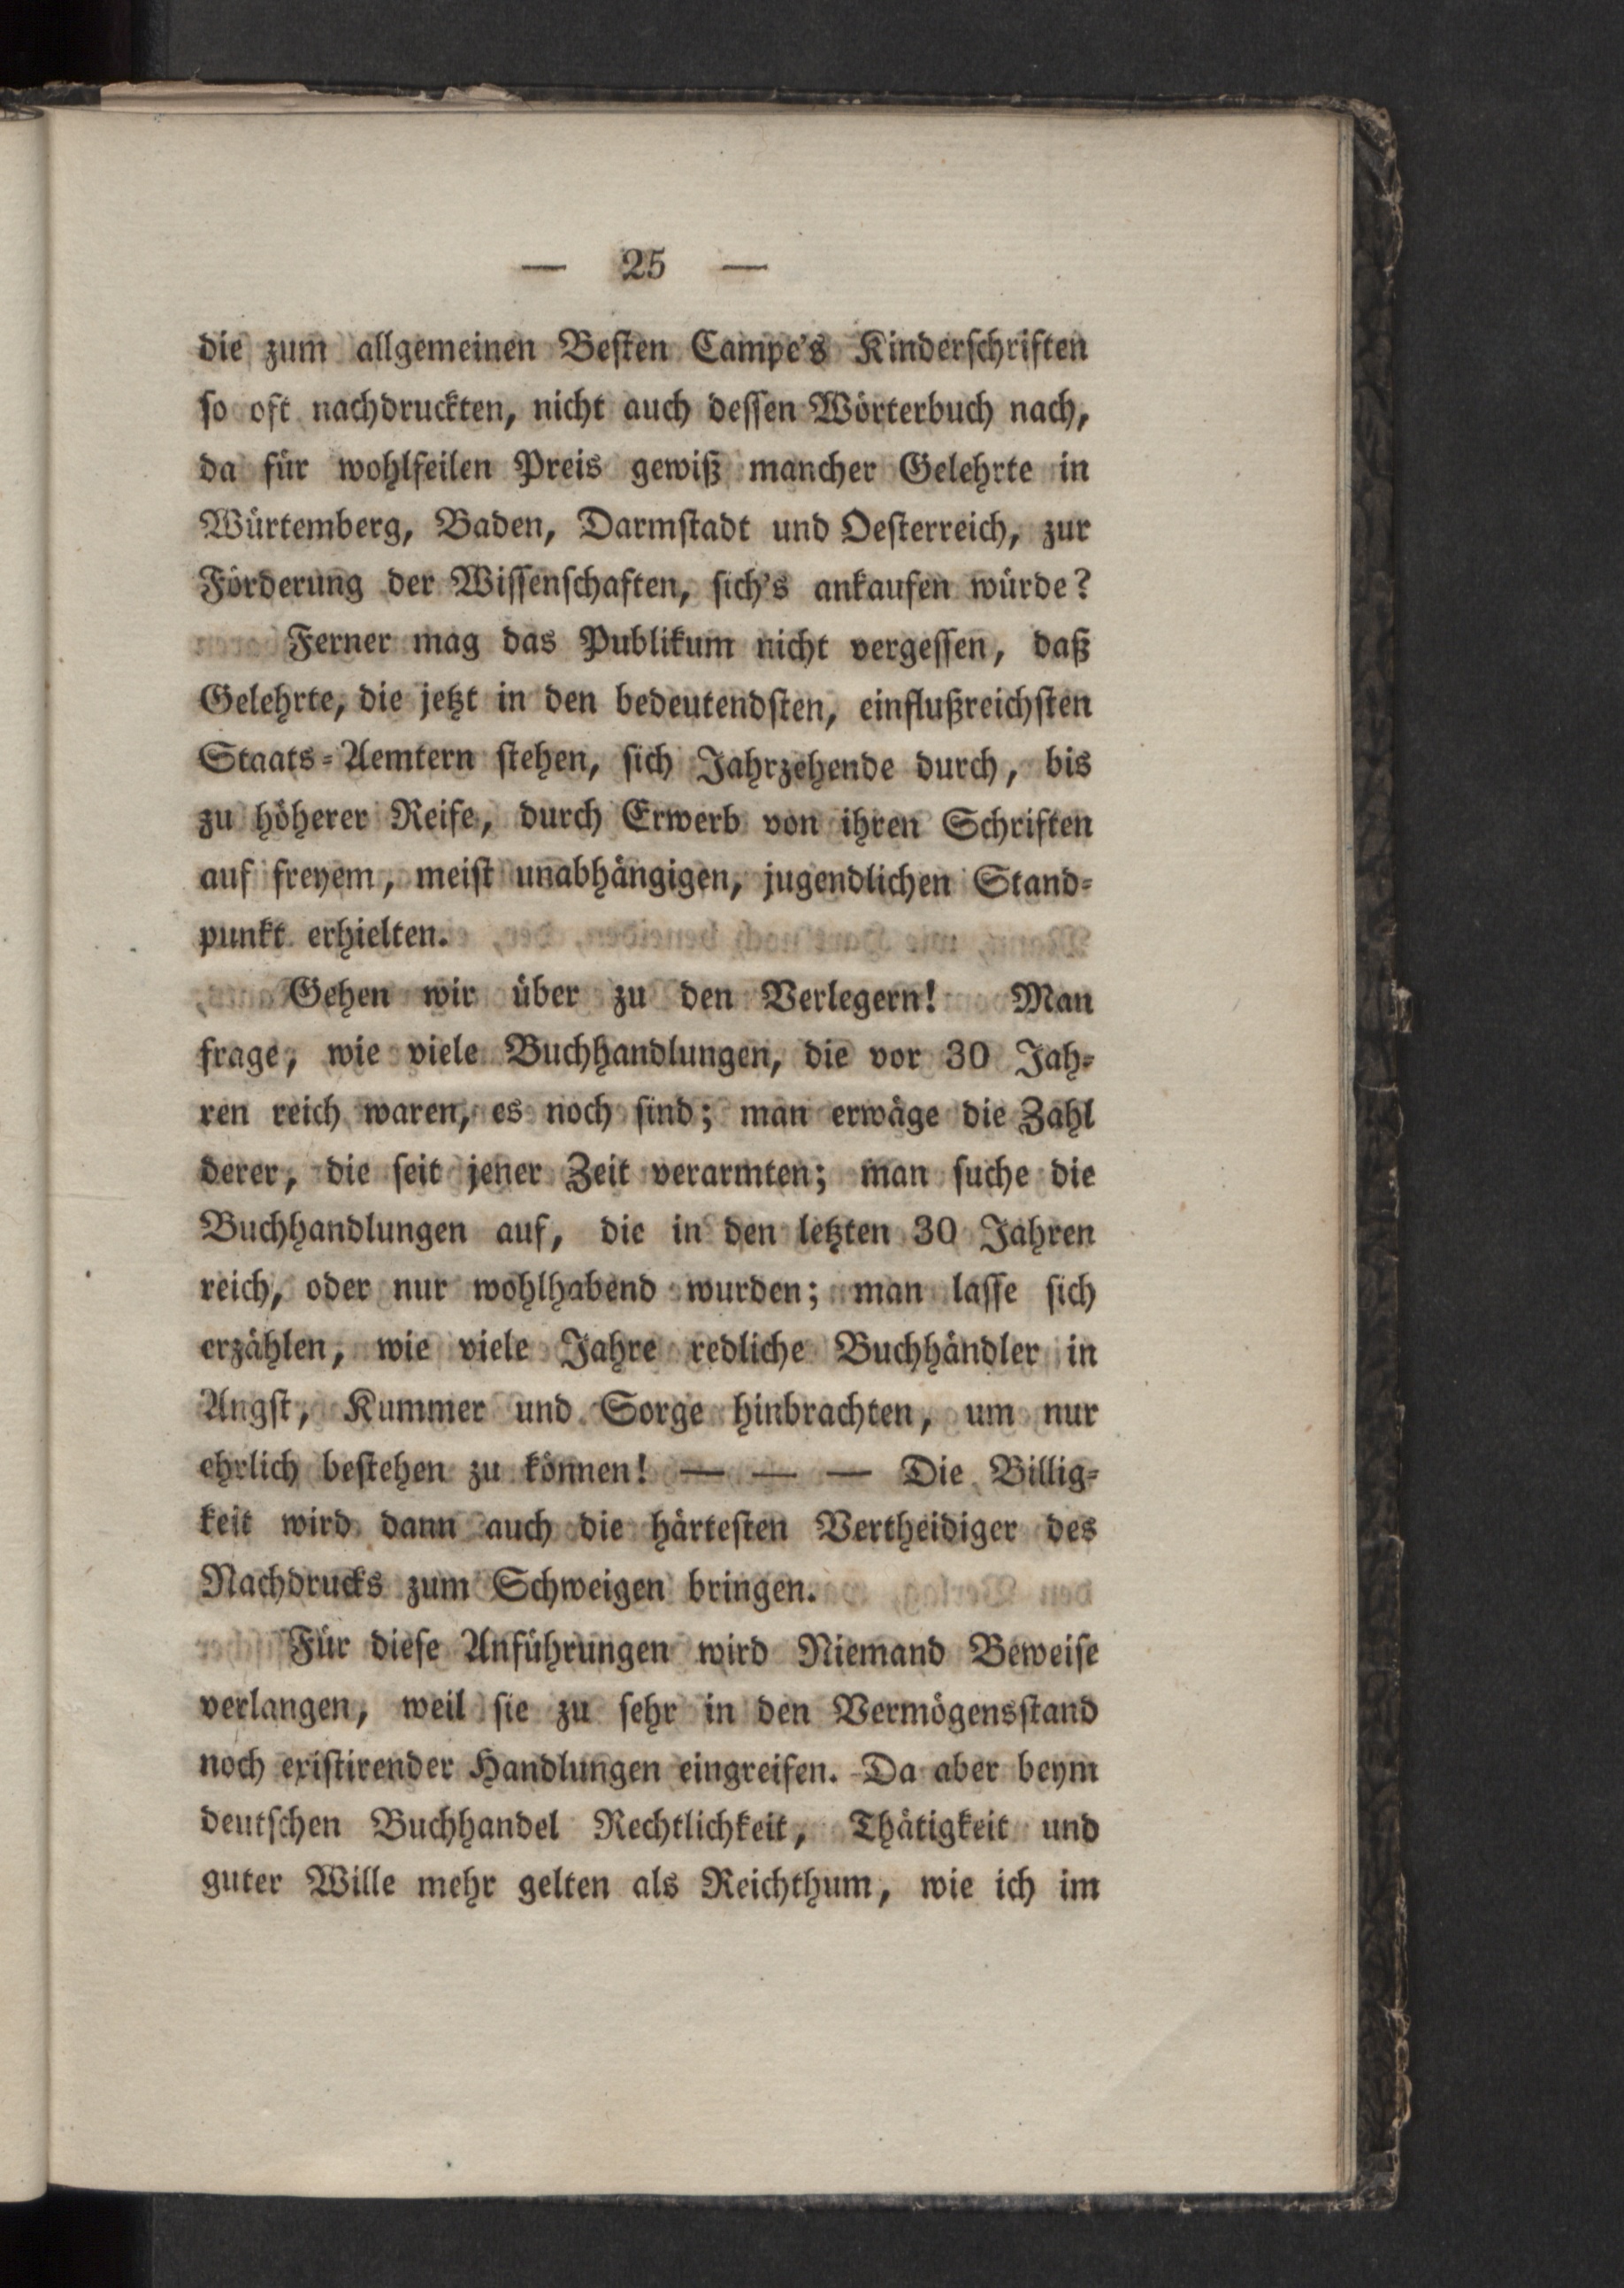 — 25 —
die zum allgemeinen Besten Campe's Kinderschriften
so oft nachdruckten, nicht auch dessen Wörterbuch nach,
da für wohlfeilen Preis gewiß mancher Gelehrte in
Würtemberg, Baden, Darmstadt und Oesterreich, zur
Förderung der Wissenschaften, sich's ankaufen würde?
Ferner mag das Publikum nicht vergessen, daß
Gelehrte, die jetzt in den bedeutendsten, einflußreichsten
Staats-Aemtern stehen, sich Jahrzehende durch, bis
zu höherer Reife, durch Erwerb von ihren Schriften
auf freyem, meist unabhängigen, jugendlichen Stand-
punkt erhielten.
Gehen wir über zu den Verlegern! Man
frage, wie viele Buchhandlungen, die vor 30 Jah-
ren reich waren, es noch sind; man erwäge die Zahl
derer, die seit jener Zeit verarmten; man suche die
Buchhandlungen auf, die in den letzten 30 Jahren
reich, oder nur wohlhabend wurden; man lasse sich
erzählen, wie viele Jahre redliche Buchhändler in
Angst, Kummer und Sorge hinbrachten, um nur
ehrlich bestehen zu können! — — — Die Billig-
keit wird dann auch die härtesten Vertheidiger des
Nachdrucks zum Schweigen bringen.
Für diese Anführungen wird Niemand Beweise
verlangen, weil sie zu sehr in den Vermögensstand
noch existirender Handlungen eingreifen. Da aber beym
deutschen Buchhandel Rechtlichkeit, Thätigkeit und
guter Wille mehr gelten als Reichthum, wie ich im